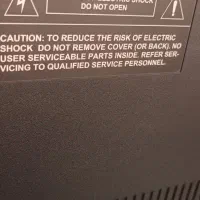 DO NOT OPEN
CAUTION: TO REDUCE THE RISK OF ELECTRIC
SHOCK DO NOT REMOVE COVER (OR BACK). NO
USER SERVICEABLE PARTS INSIDE. REFER SER-
VICING TO QUALIFIED SERVICE PERSONNEL.